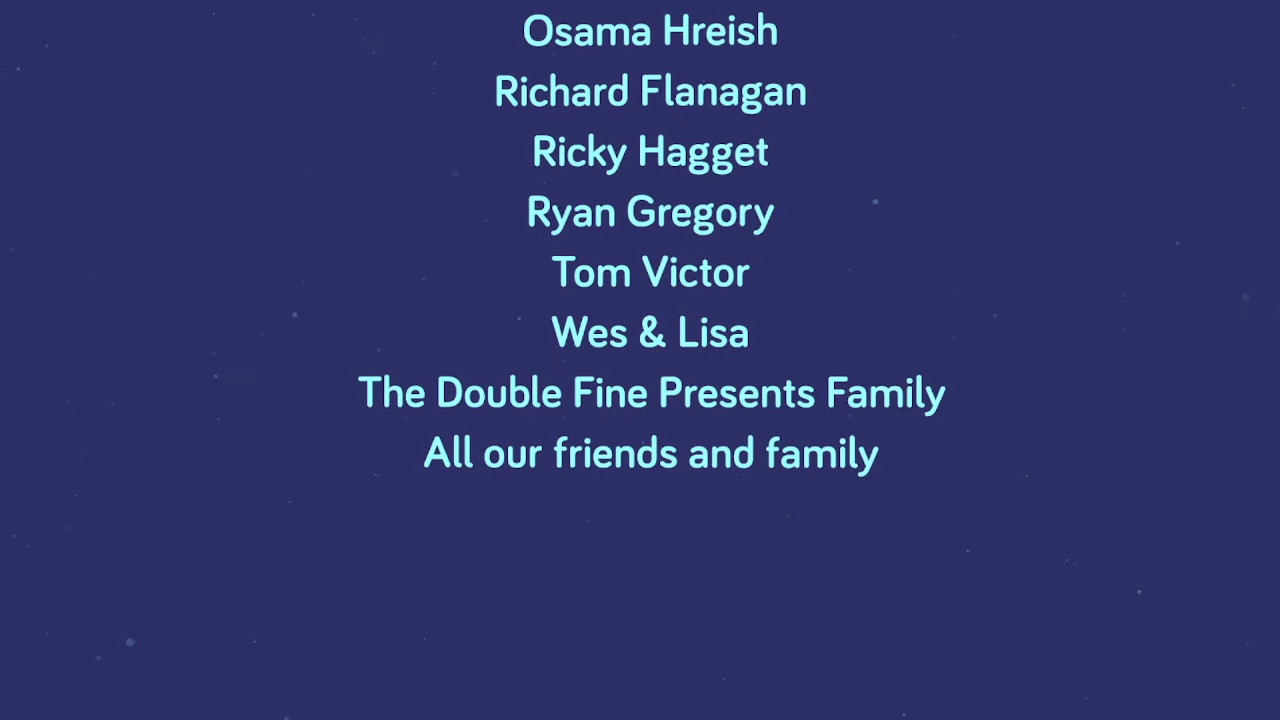 Osama Hreish
Richard Flanagan
Ricky Hagget
Ryan Gregory
Tom Victor
Wes & Lisa
The Double Fine Presents Family
All our friends and family